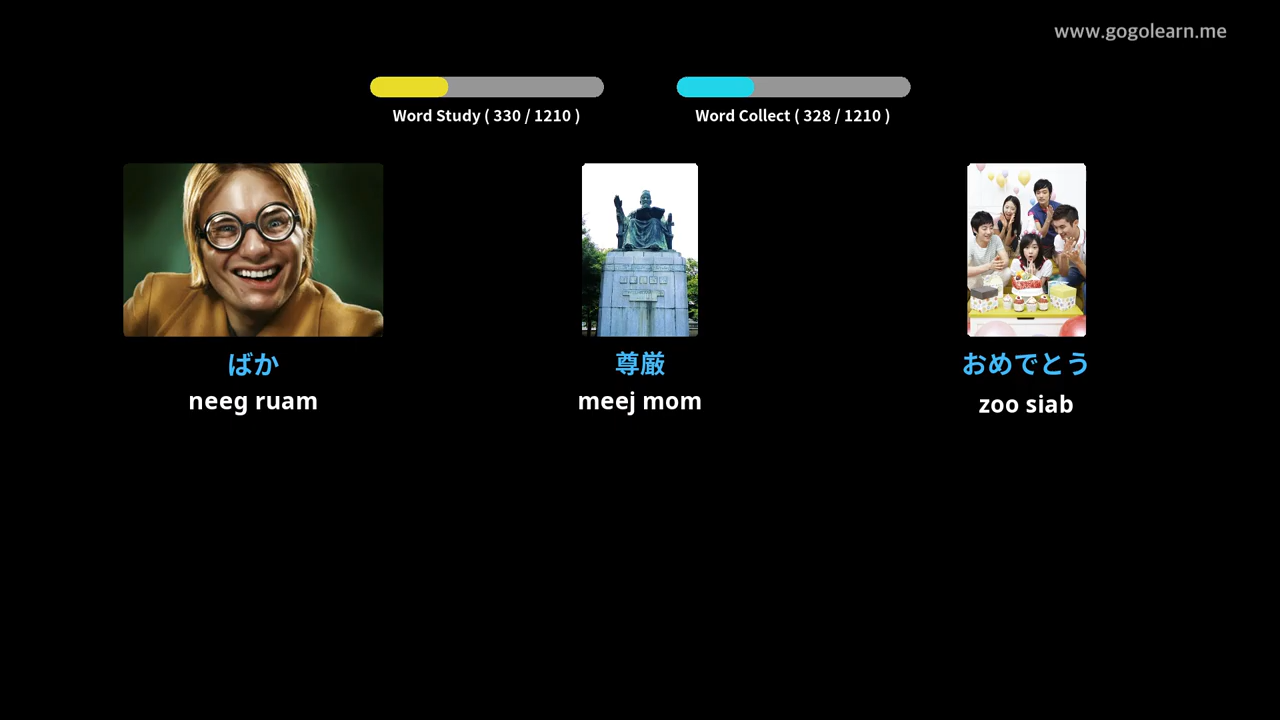 www.gogolearn.me
Word Study ( 330 / 1210 )
Word Collect ( 328 / 1210 )
ばか
尊厳
おめでとう
neeg ruam
meej mom
zoo siab